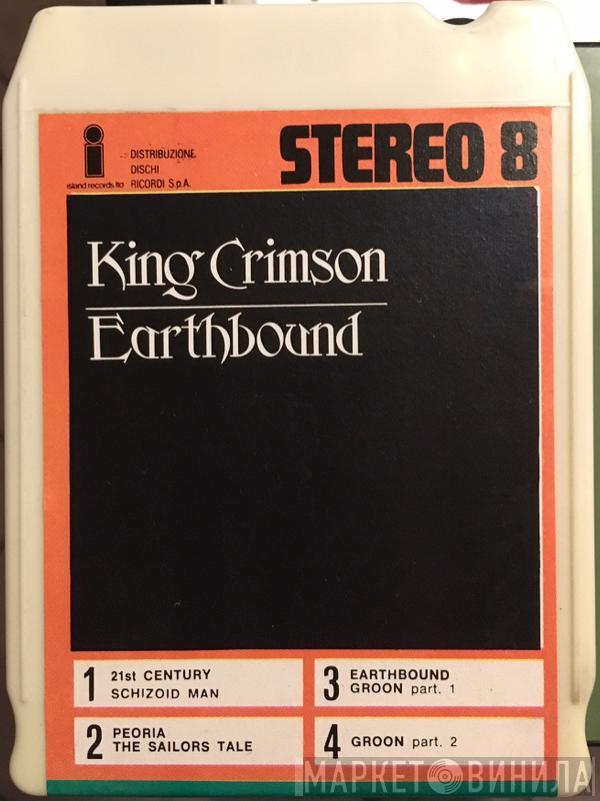 i
island records ltd
DISTRIBUZIONE
DISCHI
RICORDI S.p.A.
STEREO 8
King Crimson
Earthbound
1 21st CENTURY
SCHIZOID MAN
2 PEORIA
THE SAILORS TALE
3 EARTHBOUND
GROON part. 1
4 GROON part. 2
МАРКЕТ ВИНИЛА